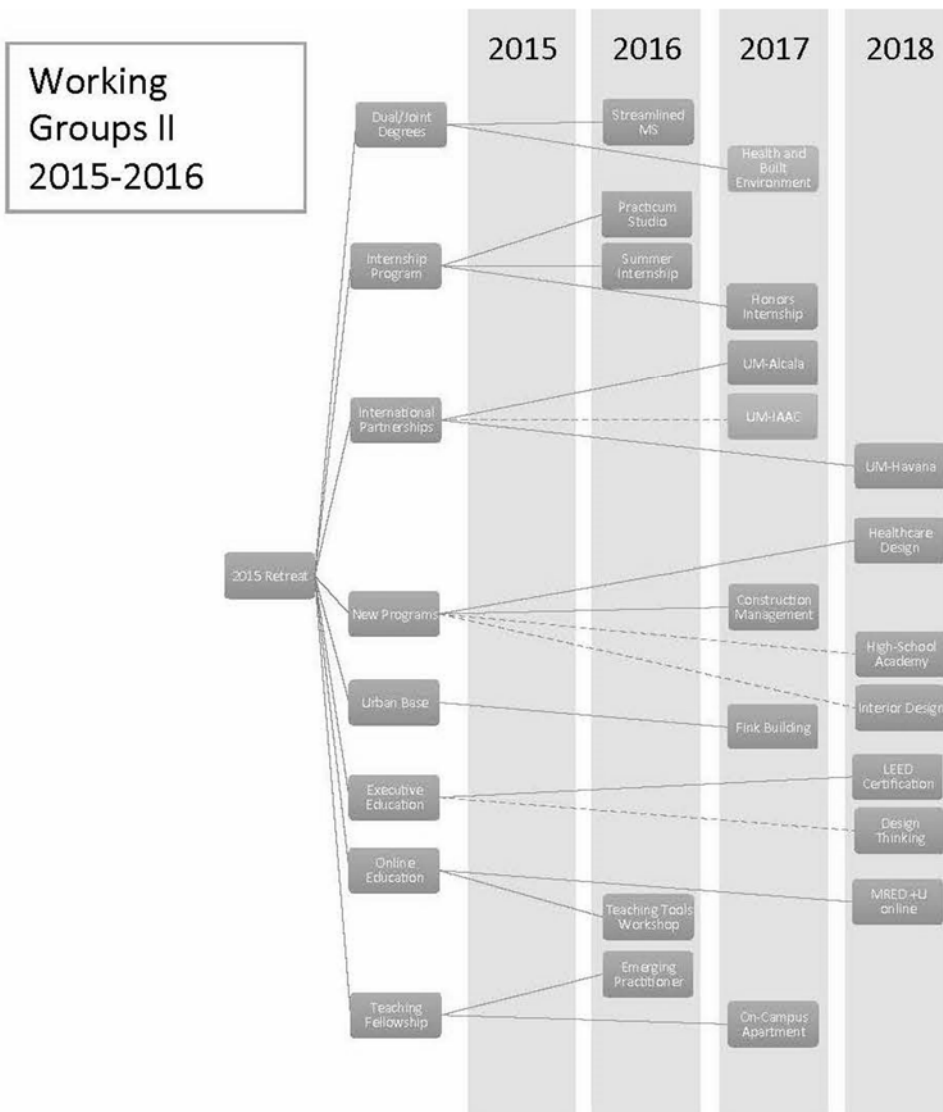 Working
Groups II
2015-2016
2015
2016
2017
2018
Dual/Joint
Degrees
Streamlined
MS
Health and
Built
Environment
Internship
Program
Practicum
Studio
Summer
Internship
Honors
Internship
International
Partnerships
UM-Alcala
UM-IAAC
UM-Havana
2015 Retreat
New Programs
Healthcare
Design
Construction
Management
High-School
Academy
Interior Design
Urban Base
Fink Building
Executive
Education
LEED
Certification
Design
Thinking
Online
Education
MRED +U
online
Teaching Tools
Workshop
Teaching
Fellowship
Emerging
Practitioner
On-Campus
Apartment